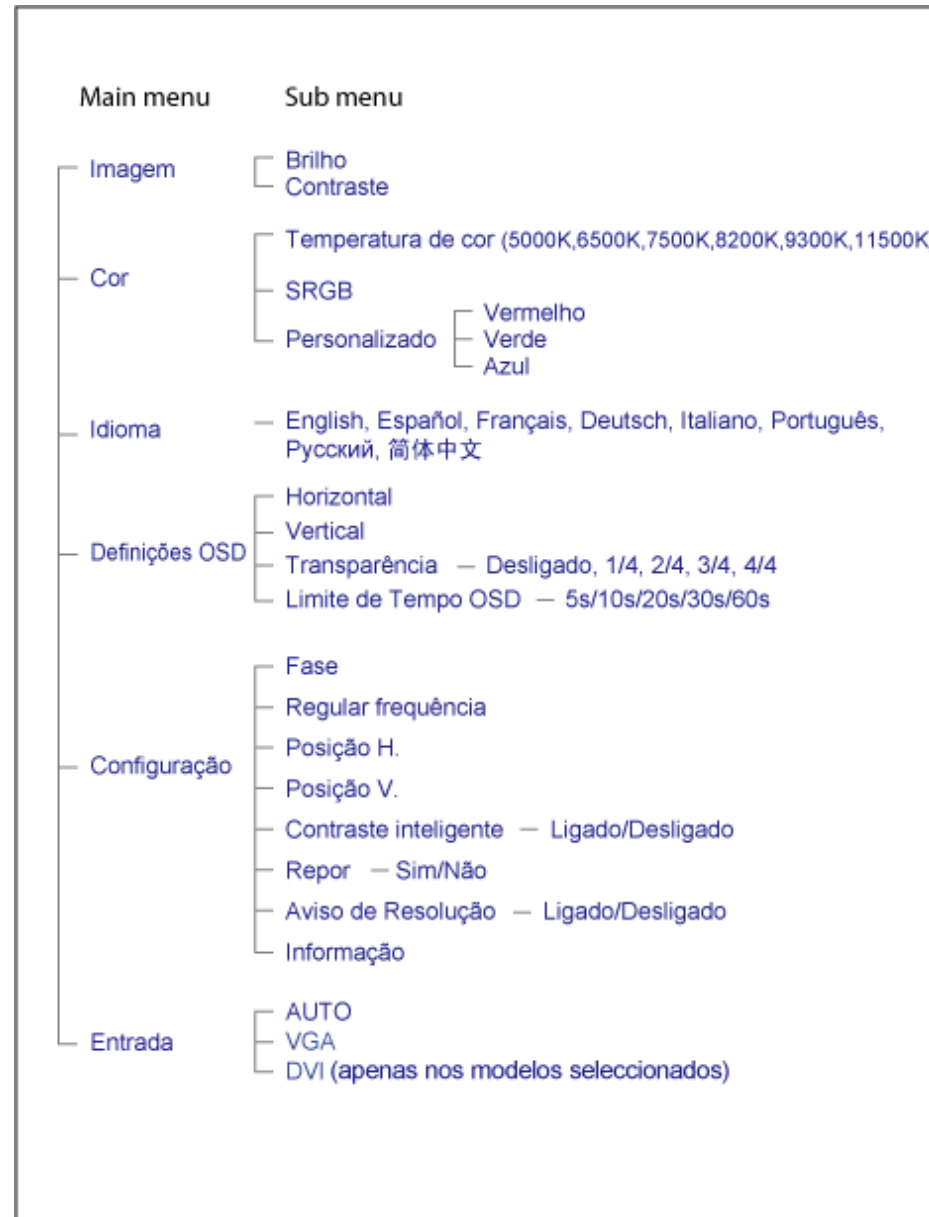 Main menu Sub menu
Imagem
Brilho
Contraste
Cor
Temperatura de cor (5000K,6500K,7500K,8200K,9300K,11500K
SRGB
Personalizado
Vermelho
Verde
Azul
Idioma
English, Español, Français, Deutsch, Italiano, Português,
Русский, 简体中文
Definições OSD
Horizontal
Vertical
Transparência — Desligado, 1/4, 2/4, 3/4, 4/4
Limite de Tempo OSD — 5s/10s/20s/30s/60s
Configuração
Fase
Regular frequência
Posição H.
Posição V.
Contraste inteligente — Ligado/Desligado
Repor — Sim/Não
Aviso de Resolução — Ligado/Desligado
Informação
Entrada
AUTO
VGA
DVI (apenas nos modelos seleccionados)